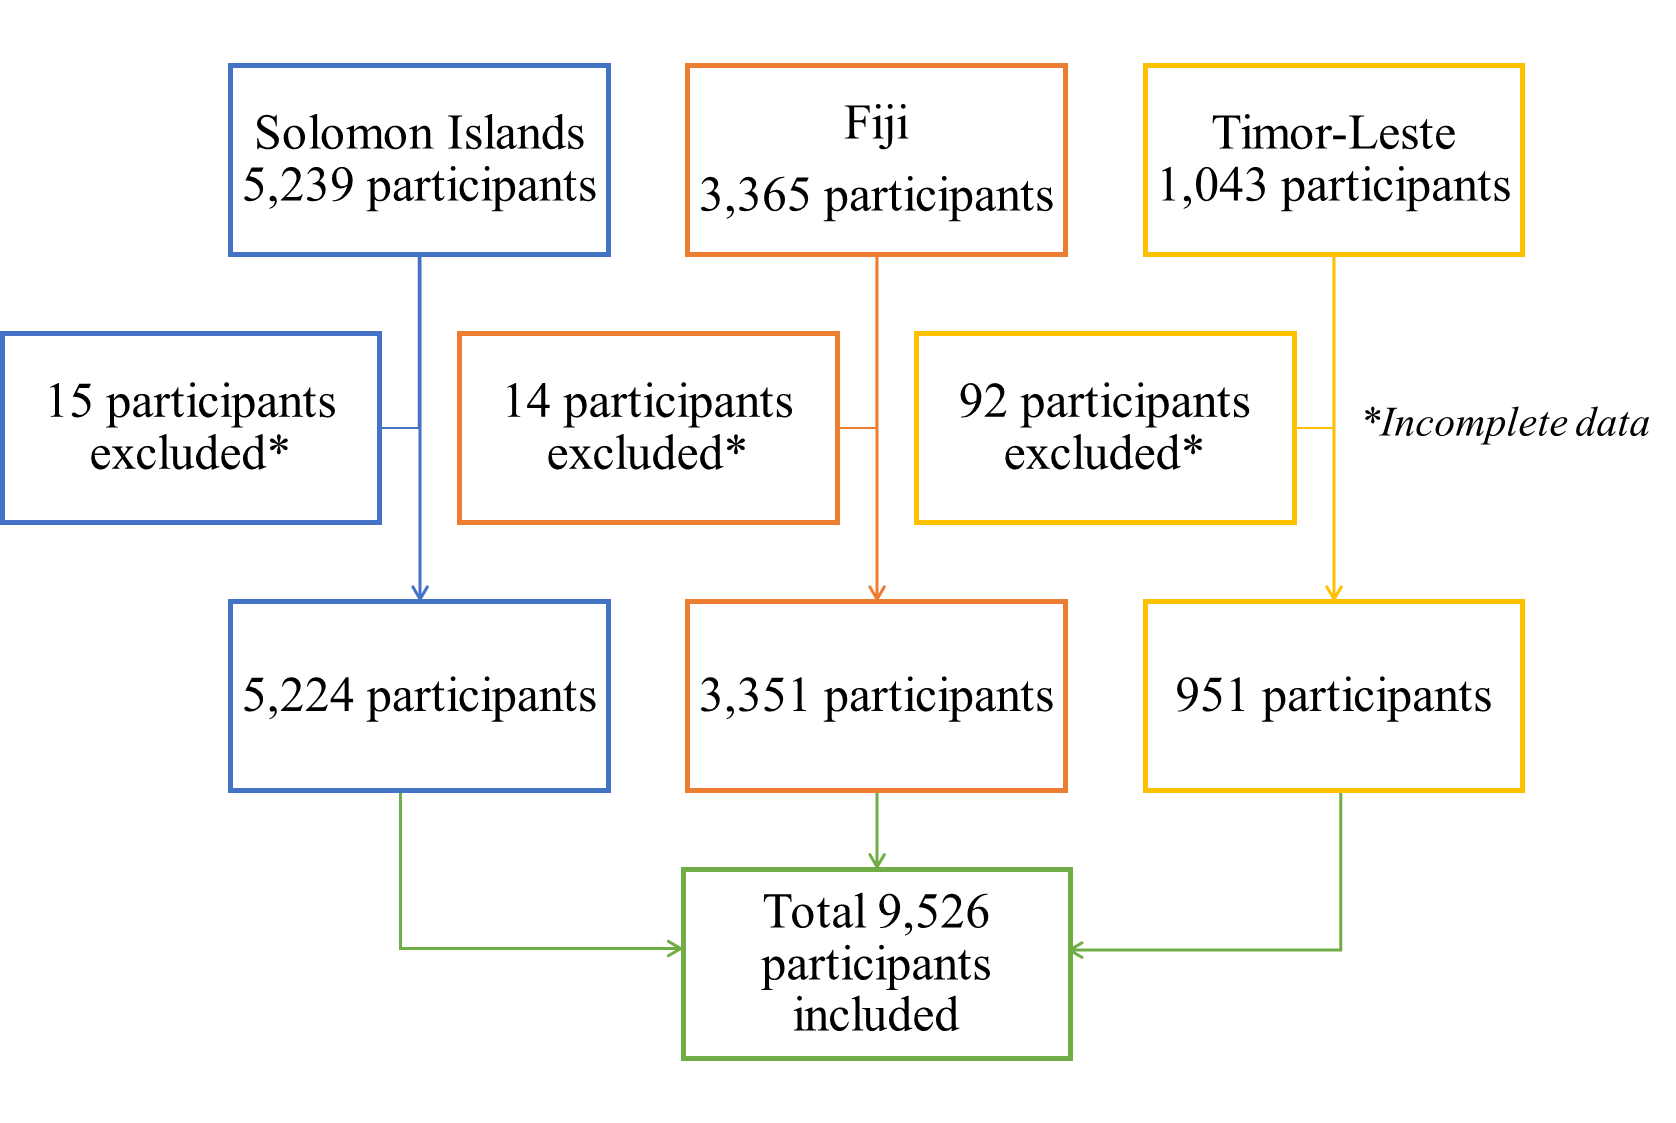 Solomon Islands
5,239 participants
Fiji
3,365 participants
Timor-Leste
1,043 participants
15 participants
excluded*
14 participants
excluded*
92 participants
excluded*
*Incomplete data
5,224 participants
3,351 participants
951 participants
Total 9,526
participants
included